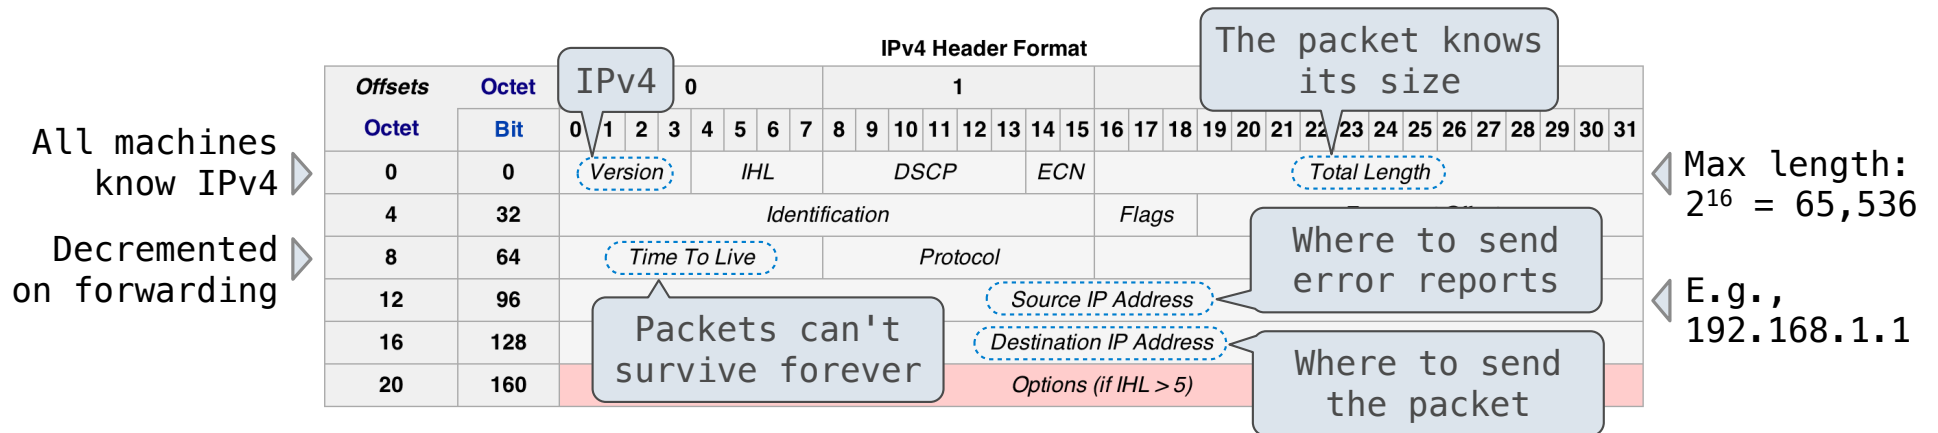 IPv4 Header Format
The packet knows
its size
IPv4
Offsets Octet 0 1
Octet Bit 0 1 2 3 4 5 6 7 8 9 10 11 12 13 14 15 16 17 18 19 20 21 22 23 24 25 26 27 28 29 30 31
All machines
know IPv4
0 0 Version IHL DSCP ECN Total Length
Max length:
2¹⁶ = 65,536
4 32 Identification Flags
Decremented
on forwarding
8 64 Time To Live Protocol
Where to send
error reports
12 96 Source IP Address
E.g.,
192.168.1.1
Packets can't
survive forever
16 128 Destination IP Address
Where to send
the packet
20 160 Options (if IHL > 5)